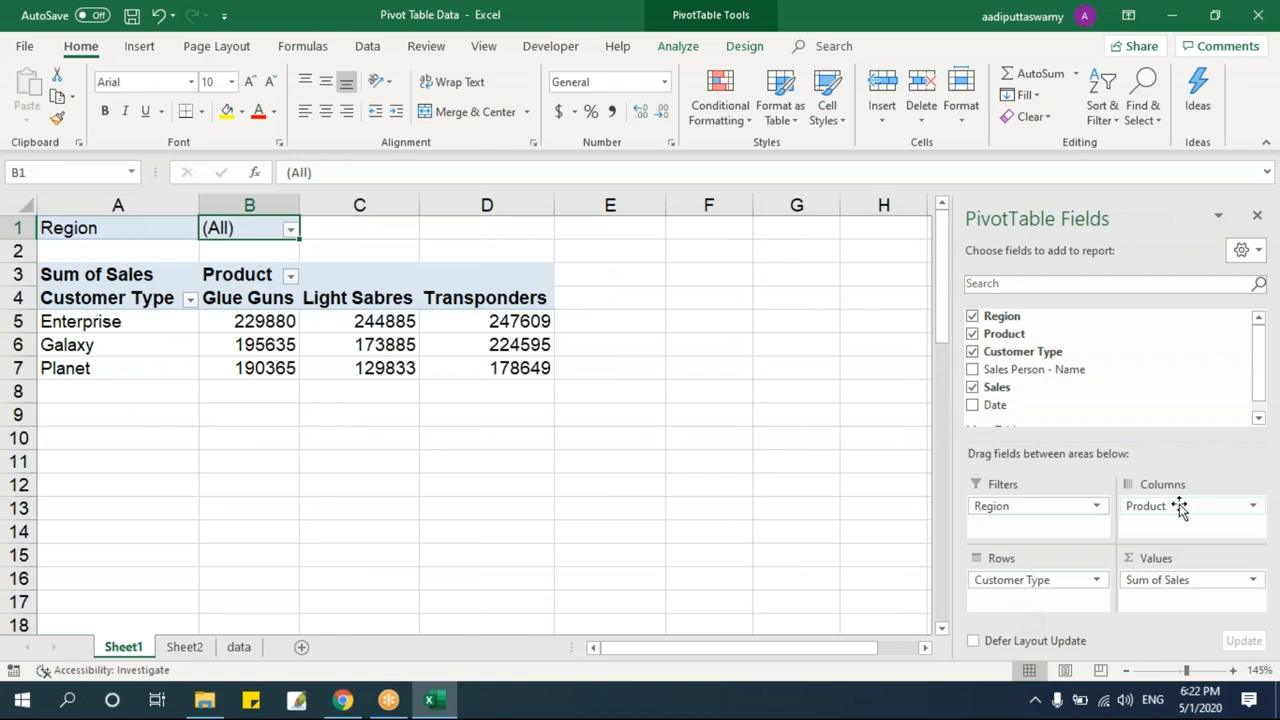 AutoSave Off Pivot Table Data - Excel PivotTable Tools aadiputtaswamy A
File Home Insert Page Layout Formulas Data Review View Developer Help Analyze Design Search Share Comments
Paste Arial 10 Wrap Text General Conditional Formatting Format as Table Cell Styles Insert Delete Format AutoSum Sort & Filter Find & Select Ideas
B I U A Merge & Center $ % Fill
Clear
Clipboard Font Alignment Number Styles Cells Editing Ideas
B1 fx (All)
A B C D E F G H
1 Region (All)
2
3 Sum of Sales Product
4 Customer Type Glue Guns Light Sabres Transponders
5 Enterprise 229880 244885 247609
6 Galaxy 195635 173885 224595
7 Planet 190365 129833 178649
8
9
10
11
12
13
14
15
16
17
18
PivotTable Fields
Choose fields to add to report:
Search
Region
Product
Customer Type
Sales Person - Name
Sales
Date
Drag fields between areas below:
Filters Columns
Region Product
Rows Σ Values
Customer Type Sum of Sales
Defer Layout Update Update
Sheet1 Sheet2 data
Accessibility: Investigate 145%
ENG 6:22 PM
5/1/2020